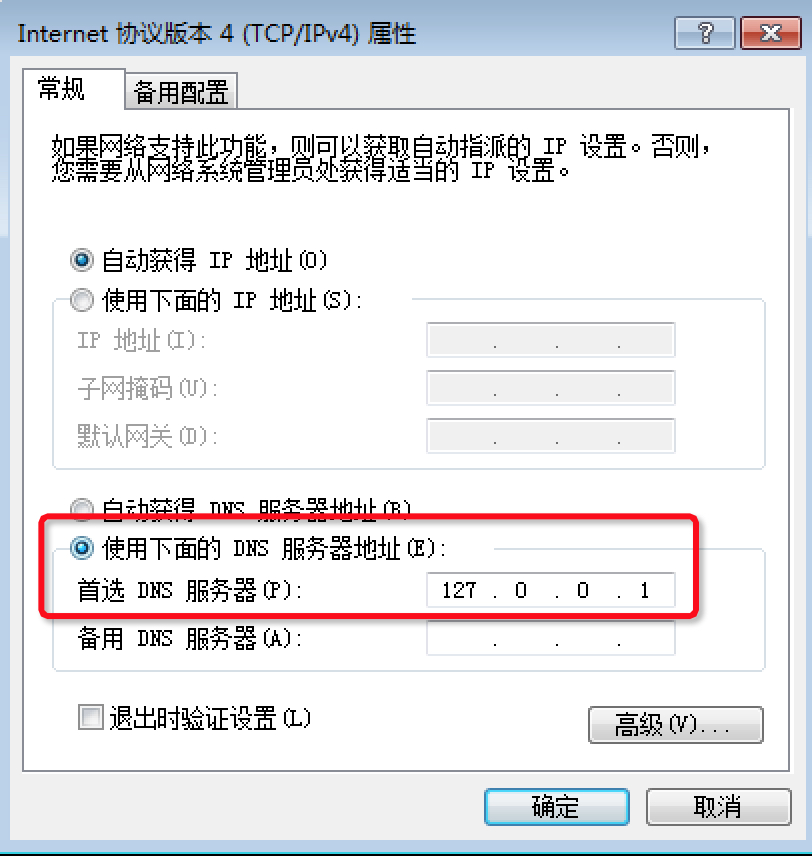 Internet 协议版本 4 (TCP/IPv4) 属性
常规
备用配置
如果网络支持此功能，则可以获取自动指派的 IP 设置。否则，
您需要从网络系统管理员处获得适当的 IP 设置。
自动获得 IP 地址(O)
使用下面的 IP 地址(S):
IP 地址(I):
子网掩码(U):
默认网关(D):
自动获得 DNS 服务器地址(B)
使用下面的 DNS 服务器地址(E):
首选 DNS 服务器(P): 127 . 0 . 0 . 1
备用 DNS 服务器(A):
退出时验证设置(L)
高级(V)...
确定
取消